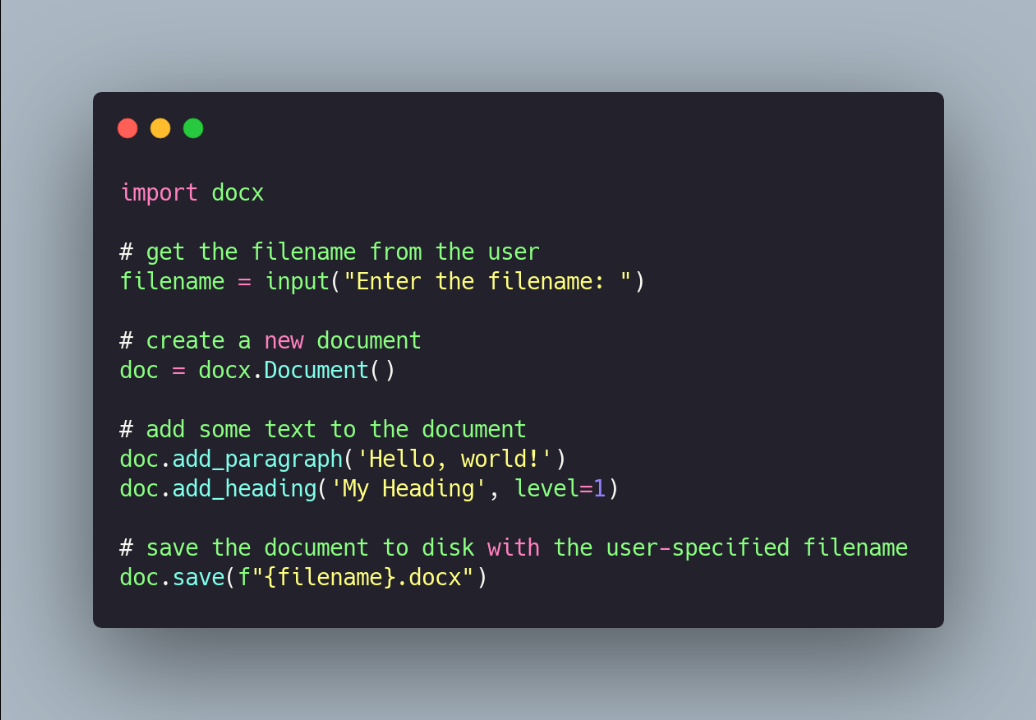 import docx
# get the filename from the user
filename = input("Enter the filename: ")
# create a new document
doc = docx.Document()
# add some text to the document
doc.add_paragraph('Hello, world!')
doc.add_heading('My Heading', level=1)
# save the document to disk with the user-specified filename
doc.save(f"{filename}.docx")